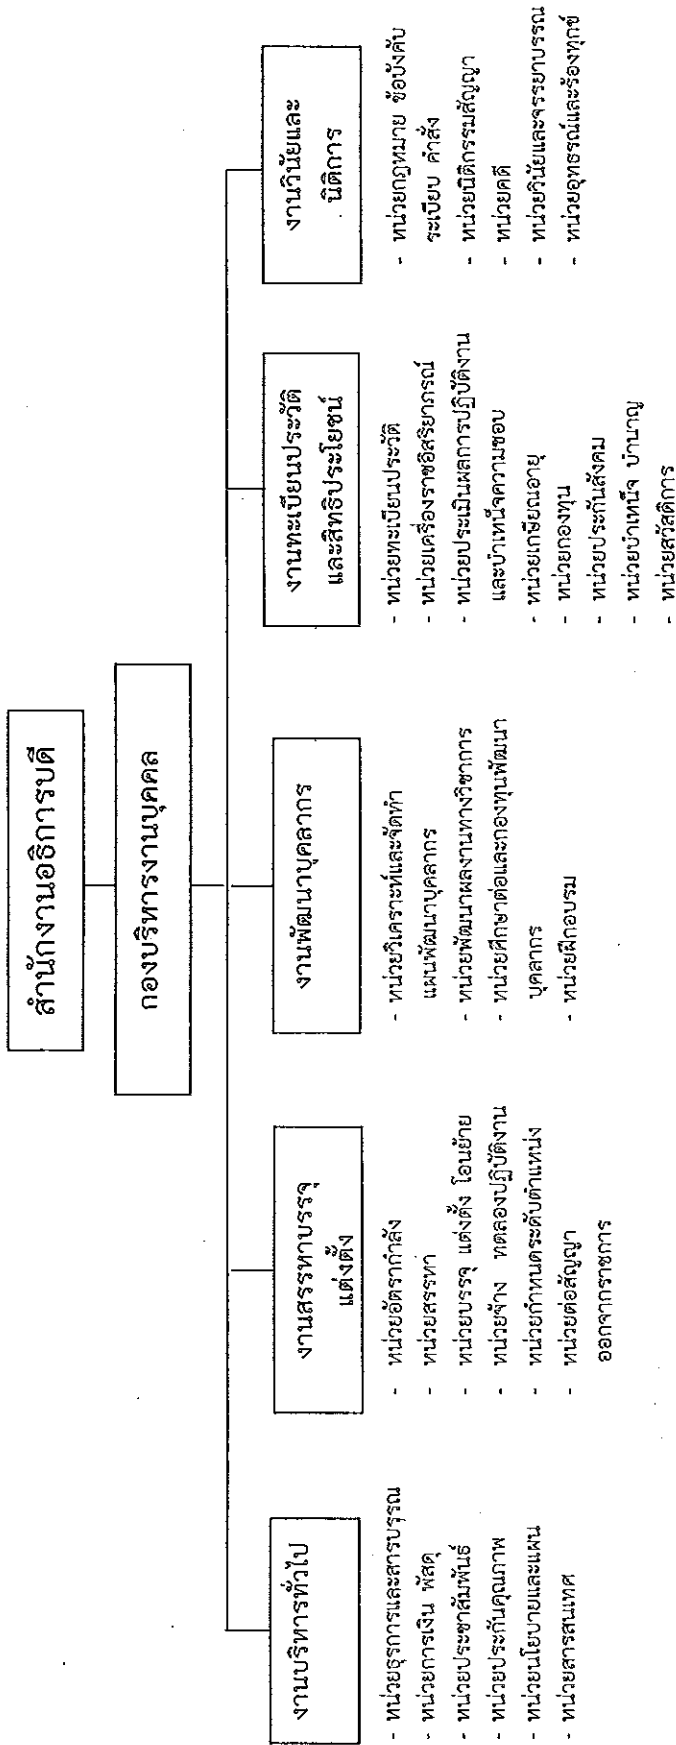 สำนักงานอธิการบดี
กองบริหารงานบุคคล
งานบริหารทั่วไป
- หน่วยธุรการและสารบรรณ
- หน่วยการเงิน พัสดุ
- หน่วยประชาสัมพันธ์
- หน่วยประกันคุณภาพ
- หน่วยนโยบายและแผน
- หน่วยสารสนเทศ
งานสรรหาบรรจุ
แต่งตั้ง
- หน่วยอัตรากำลัง
- หน่วยสรรหา
- หน่วยบรรจุ แต่งตั้ง โอนย้าย
- หน่วยจ้าง ทดลองปฏิบัติงาน
- หน่วยกำหนดระดับตำแหน่ง
- หน่วยต่อสัญญา
ออกจากราชการ
งานพัฒนาบุคลากร
- หน่วยวิเคราะห์และจัดทำ
แผนพัฒนาบุคลากร
- หน่วยพัฒนาผลงานทางวิชาการ
- หน่วยศึกษาต่อและกองทุนพัฒนา
บุคลากร
- หน่วยฝึกอบรม
งานทะเบียนประวัติ
และสิทธิประโยชน์
- หน่วยทะเบียนประวัติ
- หน่วยเครื่องราชอิสริยาภรณ์
- หน่วยประเมินผลการปฏิบัติงาน
และบำเหน็จความชอบ
- หน่วยเกษียณอายุ
- หน่วยกองทุน
- หน่วยประกันสังคม
- หน่วยบำเหน็จ บำนาญ
- หน่วยสวัสดิการ
งานวินัยและ
นิติการ
- หน่วยกฎหมาย ข้อบังคับ
ระเบียบ คำสั่ง
- หน่วยนิติกรรมสัญญา
- หน่วยคดี
- หน่วยวินัยและจรรยาบรรณ
- หน่วยอุทธรณ์และร้องทุกข์